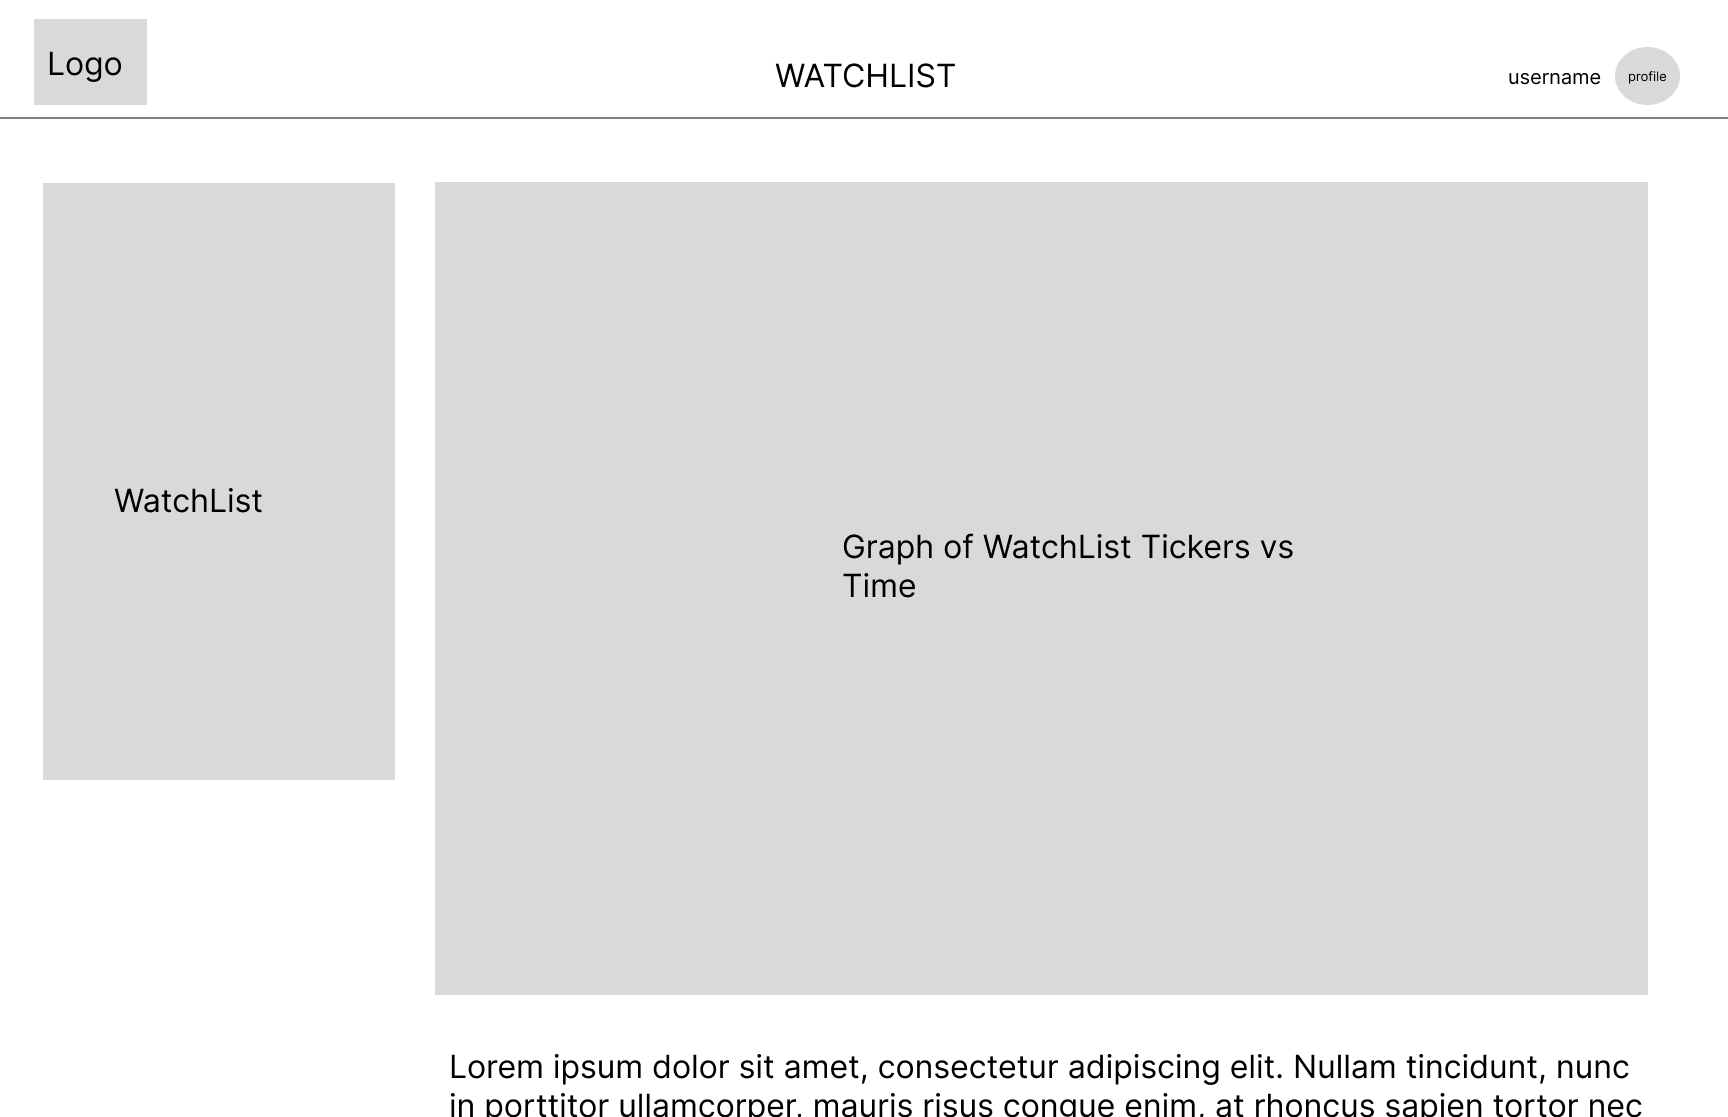 Logo
WATCHLIST
username
profile
WatchList
Graph of WatchList Tickers vs
Time
Lorem ipsum dolor sit amet, consectetur adipiscing elit. Nullam tincidunt, nunc
in porttitor ullamcorper, mauris risus congue enim, at rhoncus sapien tortor nec